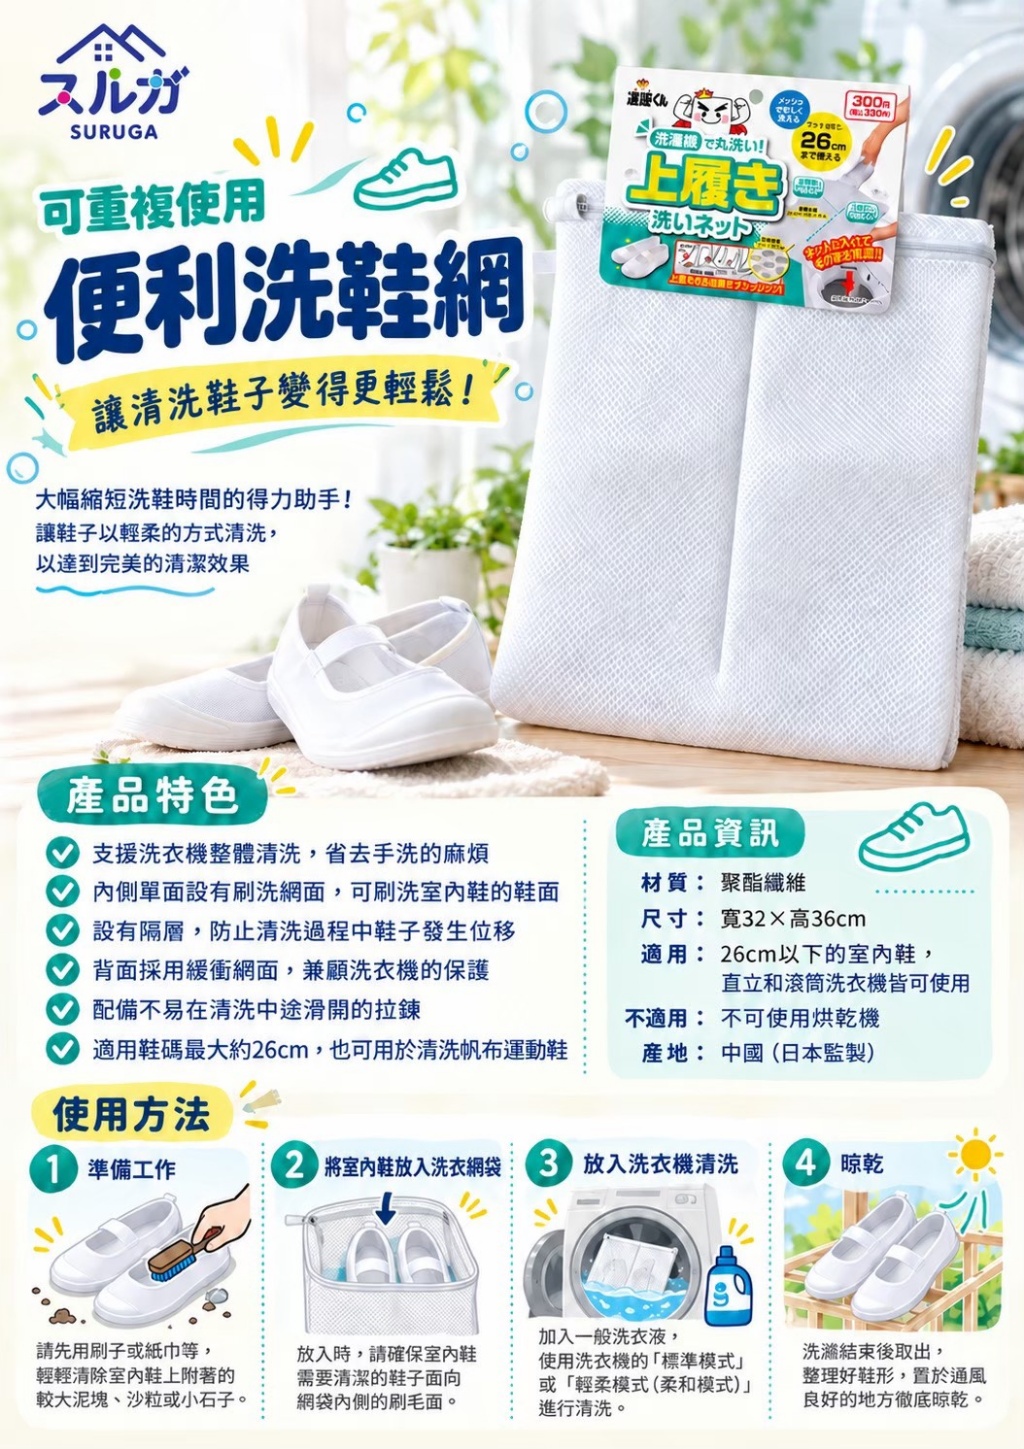 スルガ
SURUGA
可重複使用
便利洗鞋網
讓清洗鞋子變得更輕鬆！
大幅縮短洗鞋時間的得力助手！
讓鞋子以輕柔的方式清洗，
以達到完美的清潔效果
洗濯機で丸洗い！
上履き
洗いネット
メッシュ
300円
(税込330円)
26cm
まで使える
產品特色
支援洗衣機整體清洗，省去手洗的麻煩
內側單面設有刷洗網面，可刷洗室內鞋的鞋面
設有隔層，防止清洗過程中鞋子發生位移
背面採用緩衝網面，兼顧洗衣機的保護
配備不易在清洗中途滑開的拉鍊
適用鞋碼最大約26cm，也可用於清洗帆布運動鞋
產品資訊
材質： 聚酯纖維
尺寸： 寬32×高36cm
適用： 26cm以下的室內鞋，
直立和滾筒洗衣機皆可使用
不適用： 不可使用烘乾機
產地： 中國（日本監製）
使用方法
1 準備工作
請先用刷子或紙巾等，
輕輕清除室內鞋上附著的
較大泥塊、沙粒或小石子。
2 將室內鞋放入洗衣網袋
放入時，請確保室內鞋
需要清潔的鞋子面向
網袋內側的刷毛面。
3 放入洗衣機清洗
加入一般洗衣液，
使用洗衣機的「標準模式」
或「輕柔模式（柔和模式）」
進行清洗。
4 晾乾
洗滌結束後取出，
整理好鞋形，置於通風
良好的地方徹底晾乾。